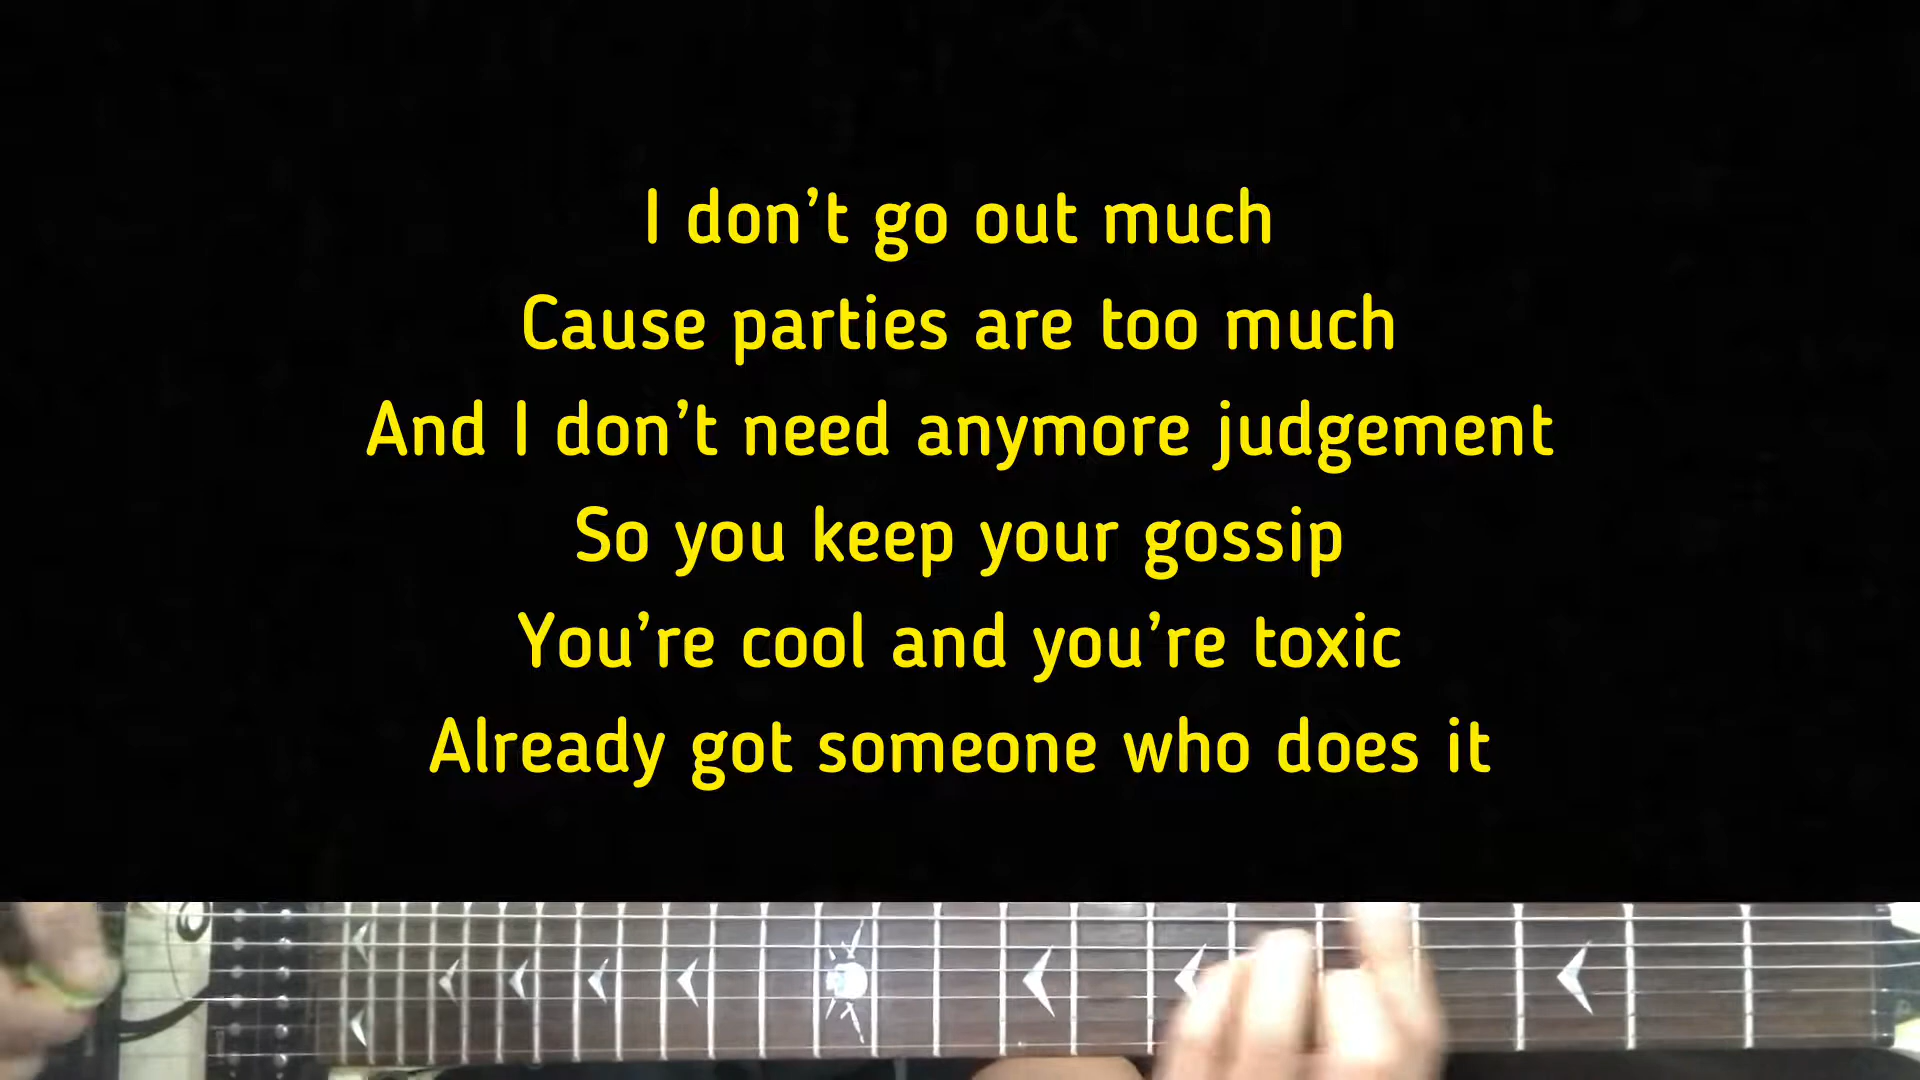 I don’t go out much
Cause parties are too much
And I don’t need anymore judgement
So you keep your gossip
You’re cool and you’re toxic
Already got someone who does it